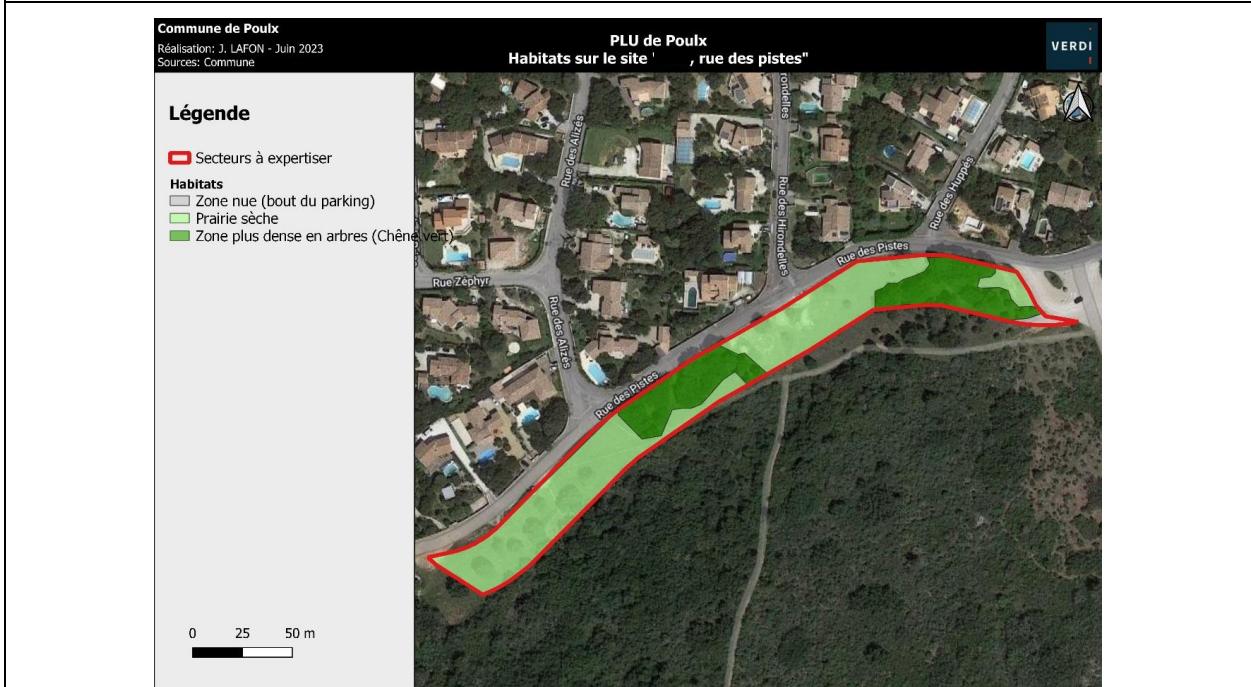 Commune de Poulx
Réalisation: J. LAFON - Juin 2023
Sources: Commune
PLU de Poulx
Habitats sur le site ' , rue des pistes"
VERDI
Légende
Secteurs à expertiser
Habitats
Zone nue (bout du parking)
Prairie sèche
Zone plus dense en arbres (Chêne vert)
0 25 50 m
Rue des Alizés
rondelles
Rue des Hirondelles
Rue des Huppés
Rue des Pistes
Rue Zéphyr
Rue des Alizés
Rue des Pistes